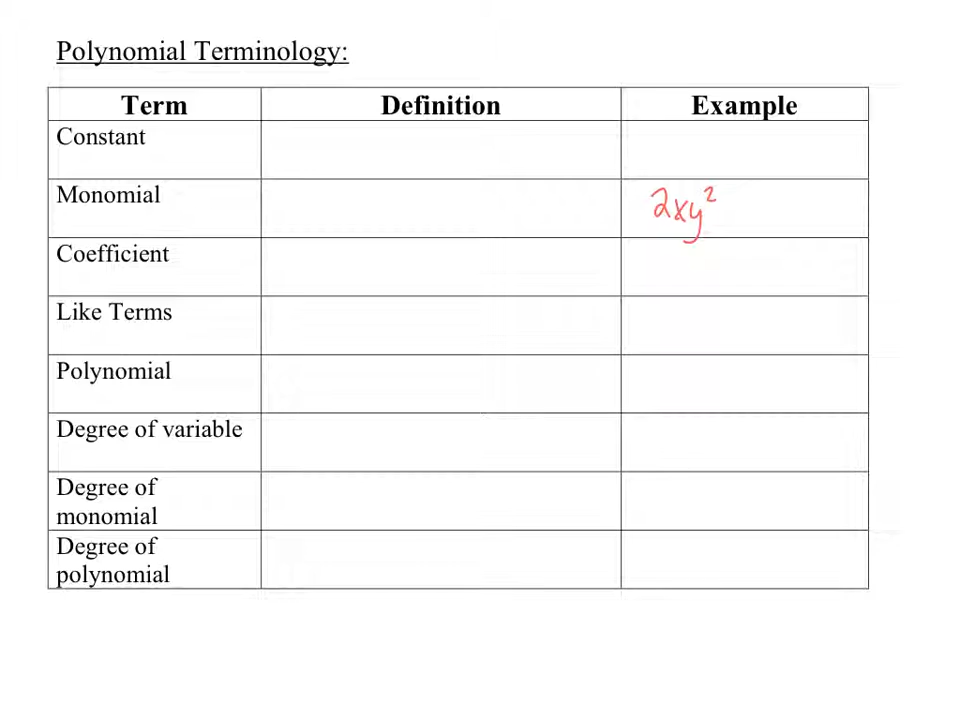 Polynomial Terminology:
Term Definition Example
Constant
Monomial 2xy²
Coefficient
Like Terms
Polynomial
Degree of variable
Degree of
monomial
Degree of
polynomial